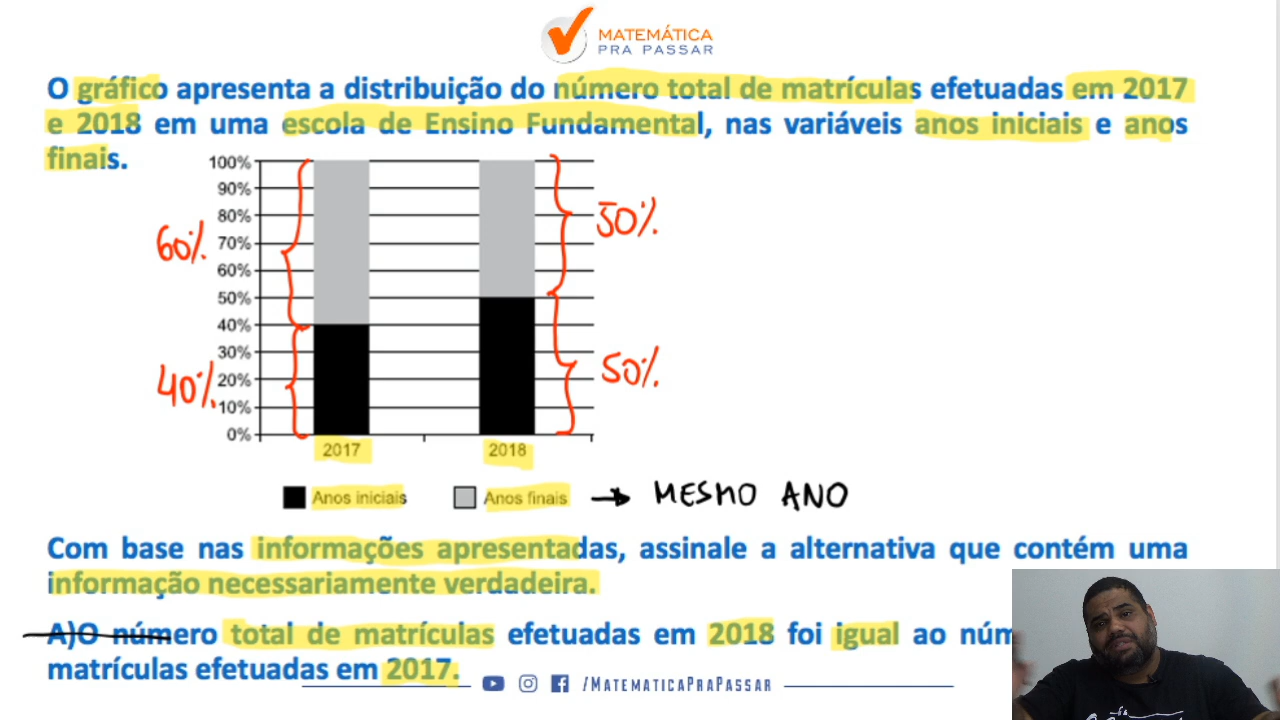 MATEMÁTICA
PRA PASSAR
O gráfico apresenta a distribuição do número total de matrículas efetuadas em 2017
e 2018 em uma escola de Ensino Fundamental, nas variáveis anos iniciais e anos
finais.
100%
90%
80%
70%
60%
50%
40%
30%
20%
10%
0%
60%
40%
50%
50%
2017
2018
Anos iniciais
Anos finais
MESMO ANO
Com base nas informações apresentadas, assinale a alternativa que contém uma
informação necessariamente verdadeira.
A)O número total de matrículas efetuadas em 2018 foi igual ao
matrículas efetuadas em 2017.
/MATEMATICAPRAPASSAR